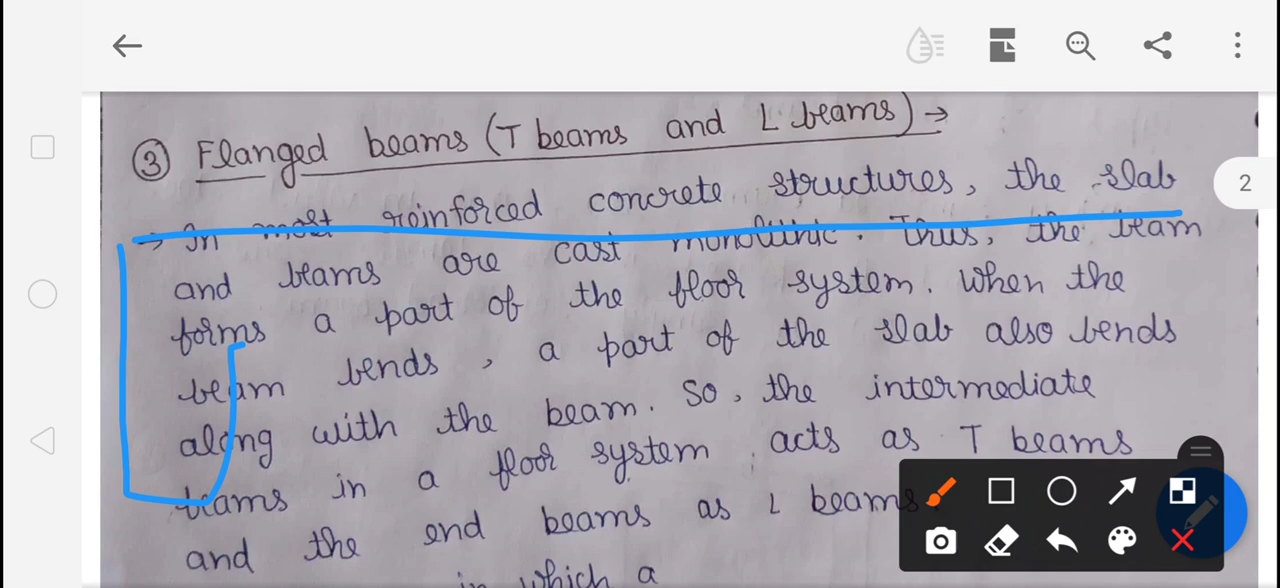 2
③ Flanged beams (T beams and L beams) →
→ In most reinforced concrete structures, the slab
and beams are cast monolithic. Thus, the beam
forms a part of the floor system. When the
beam bends, a part of the slab also bends
along with the beam. So, the intermediate
beams in a floor system, acts as T beams
and the end beams as L beams
in which a